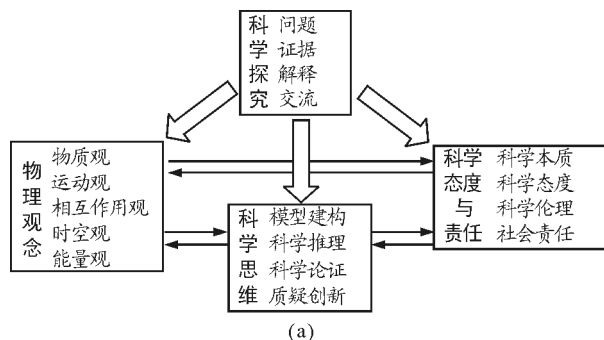 科学探究
问题
证据
解释
交流
物理观念
物质观
运动观
相互作用观
时空观
能量观
科学思维
模型建构
科学推理
科学论证
质疑创新
科学态度与责任
科学本质
科学态度
科学伦理
社会责任
(a)